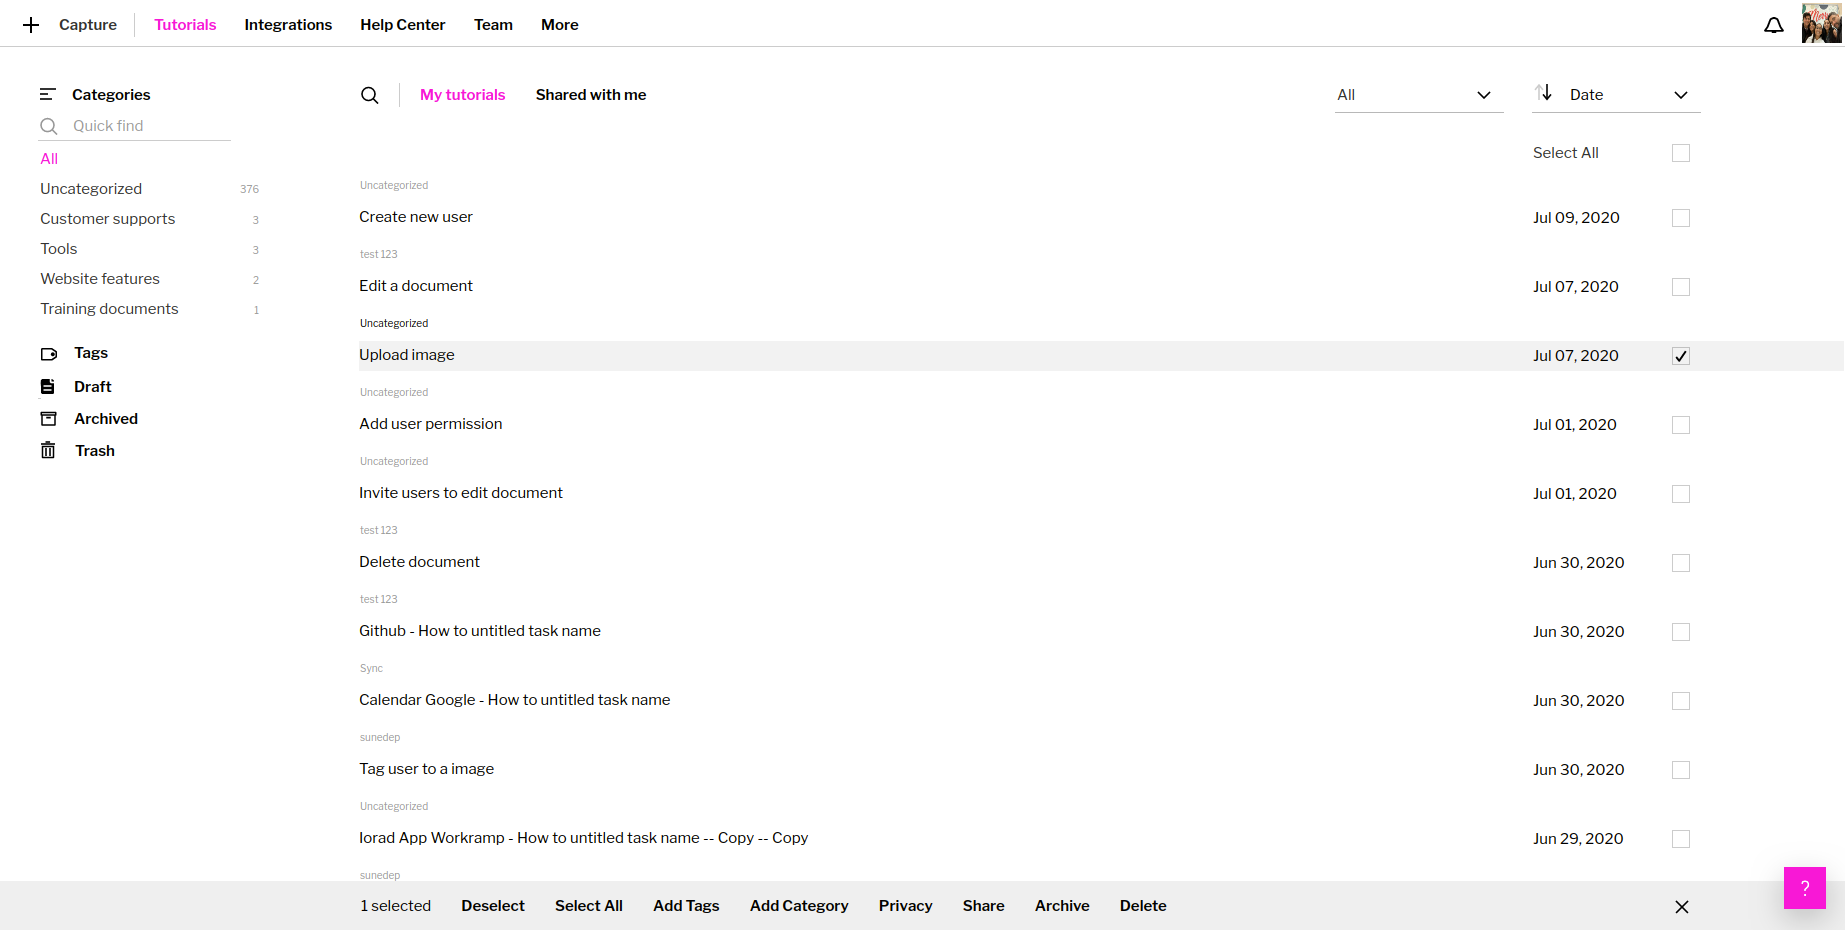 Capture Tutorials Integrations Help Center Team More
Categories
Quick find
All
Uncategorized 376
Customer supports 3
Tools 3
Website features 2
Training documents 1
Tags
Draft
Archived
Trash
My tutorials Shared with me All Date
Select All
Uncategorized
Create new user Jul 09, 2020
test 123
Edit a document Jul 07, 2020
Uncategorized
Upload image Jul 07, 2020
Uncategorized
Add user permission Jul 01, 2020
Uncategorized
Invite users to edit document Jul 01, 2020
test 123
Delete document Jun 30, 2020
test 123
Github - How to untitled task name Jun 30, 2020
Sync
Calendar Google - How to untitled task name Jun 30, 2020
sunedep
Tag user to a image Jun 30, 2020
Uncategorized
Iorad App Workramp - How to untitled task name -- Copy -- Copy Jun 29, 2020
sunedep
1 selected Deselect Select All Add Tags Add Category Privacy Share Archive Delete
?